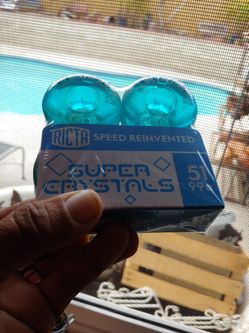 RICTA SPEED REINVENTED
SUPER
CRYSTALS
51
99